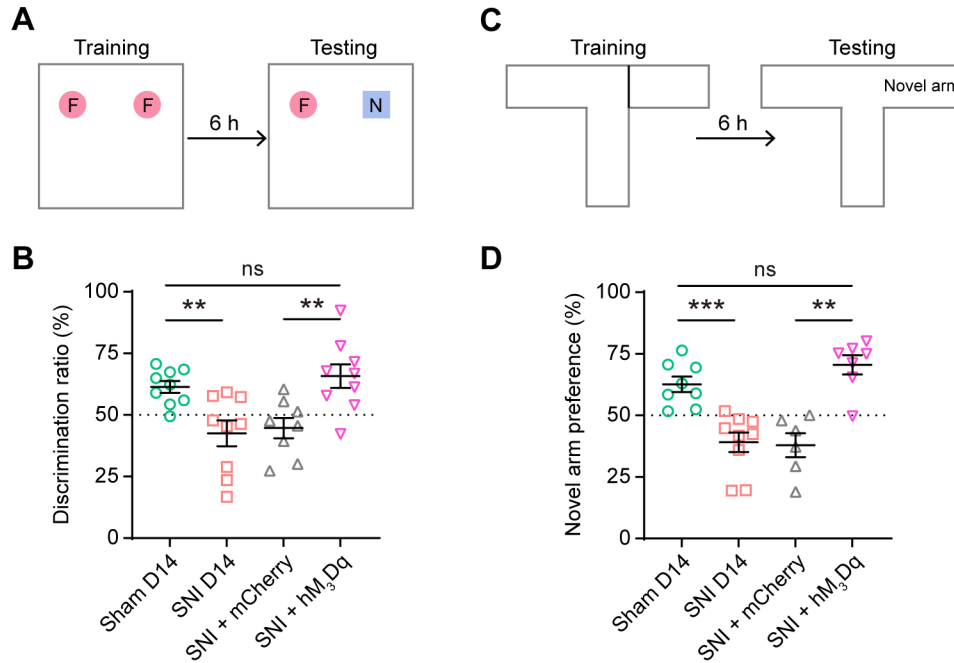 A
Training
Testing
F
F
6 h
F
N
C
Training
Testing
6 h
Novel arm
B
ns
**
**
Discrimination ratio (%)
100
75
50
25
0
Sham D14
SNI D14
SNI + mCherry
SNI + hM₃Dq
D
ns
***
**
Novel arm preference (%)
100
75
50
25
0
Sham D14
SNI D14
SNI + mCherry
SNI + hM₃Dq